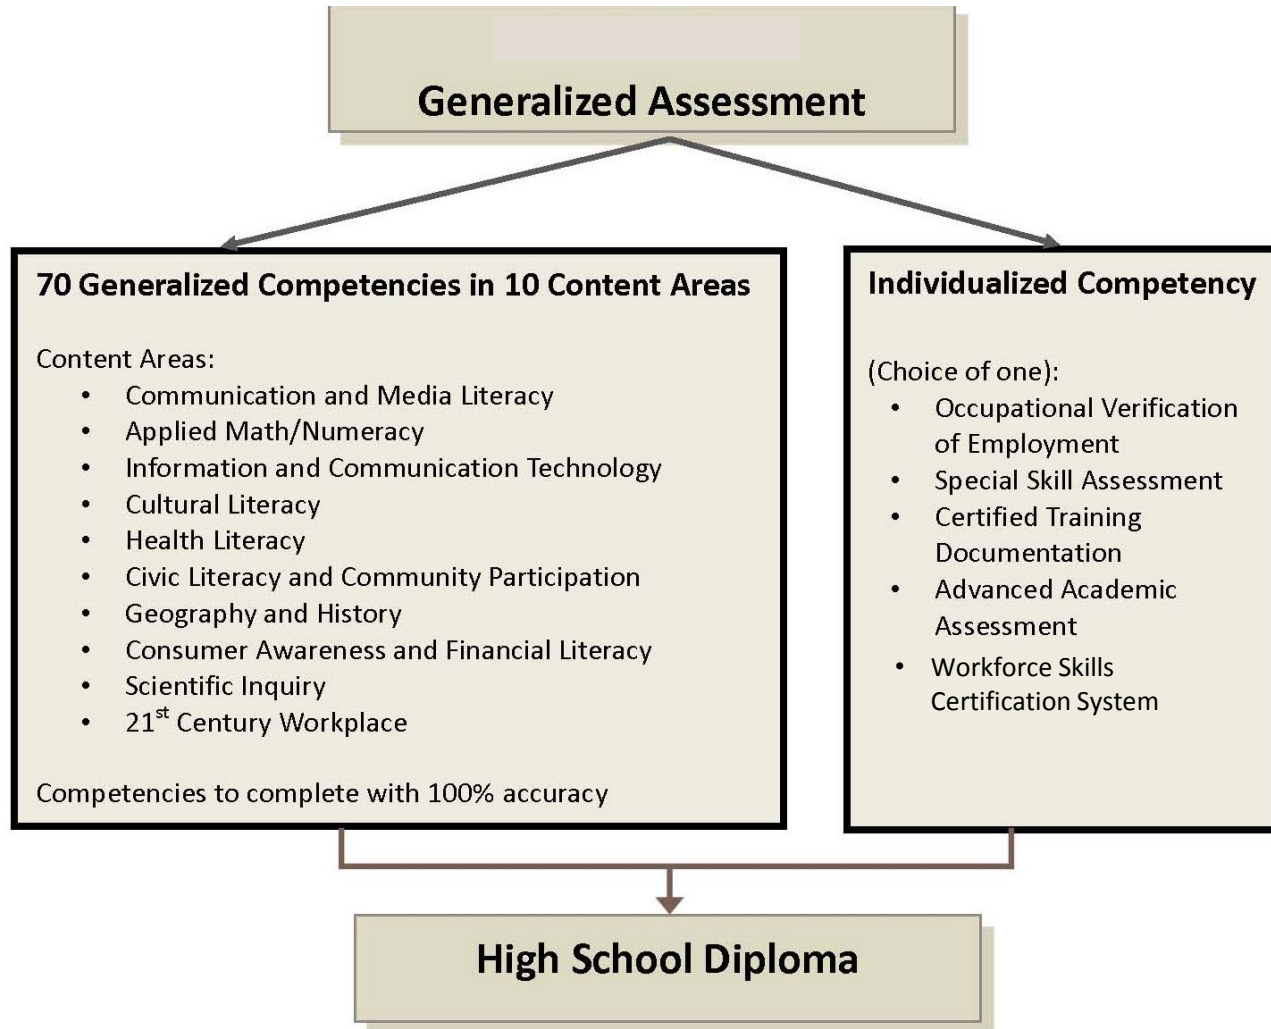 Generalized Assessment
70 Generalized Competencies in 10 Content Areas
Content Areas:
• Communication and Media Literacy
• Applied Math/Numeracy
• Information and Communication Technology
• Cultural Literacy
• Health Literacy
• Civic Literacy and Community Participation
• Geography and History
• Consumer Awareness and Financial Literacy
• Scientific Inquiry
• 21st Century Workplace
Competencies to complete with 100% accuracy
Individualized Competency
(Choice of one):
• Occupational Verification
of Employment
• Special Skill Assessment
• Certified Training
Documentation
• Advanced Academic
Assessment
• Workforce Skills
Certification System
High School Diploma